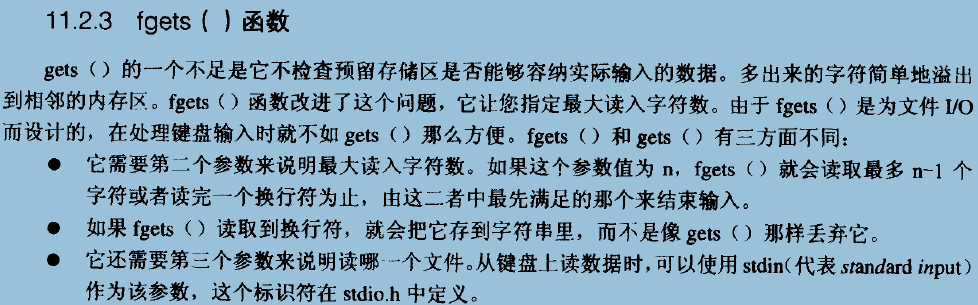 11.2.3 fgets ( ) 函数
gets（）的一个不足是它不检查预留存储区是否能够容纳实际输入的数据。多出来的字符简单地溢出
到相邻的内存区。fgets（）函数改进了这个问题，它让您指定最大读入字符数。由于 fgets（）是为文件 I/O
而设计的，在处理键盘输入时就不如 gets（）那么方便。fgets（）和 gets（）有三方面不同：
● 它需要第二个参数来说明最大读入字符数。如果这个参数值为 n，fgets（）就会读取最多 n-1 个
字符或者读完一个换行符为止，由这二者中最先满足的那个来结束输入。
● 如果 fgets（）读取到换行符，就会把它存到字符串里，而不是像 gets（）那样丢弃它。
● 它还需要第三个参数来说明读哪一个文件。从键盘上读数据时，可以使用 stdin（代表 standard input）
作为该参数，这个标识符在 stdio.h 中定义。